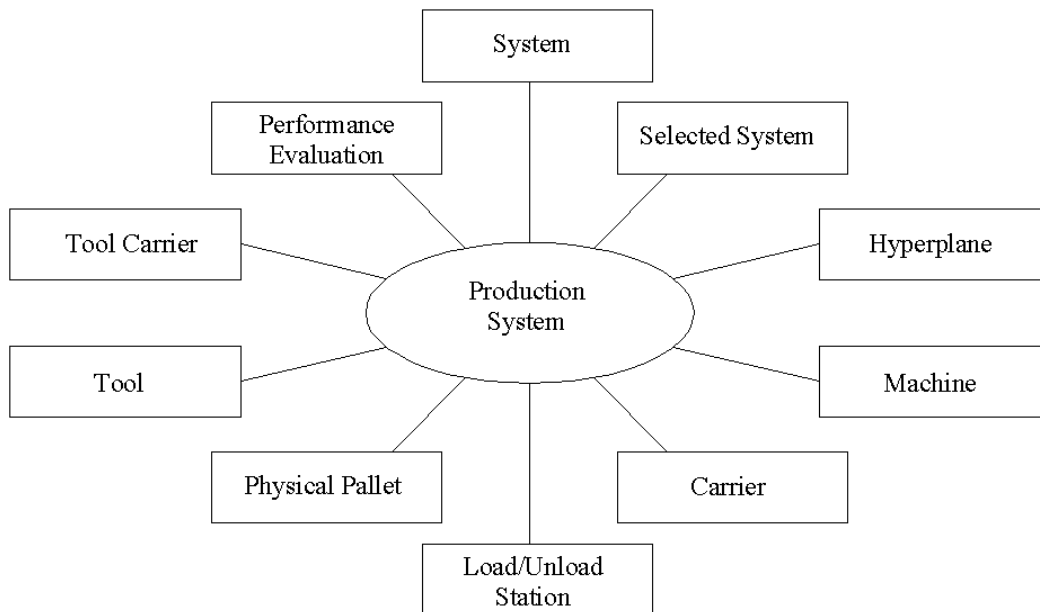 System
Performance
Evaluation
Selected System
Tool Carrier
Hyperplane
Production
System
Tool
Machine
Physical Pallet
Carrier
Load/Unload
Station